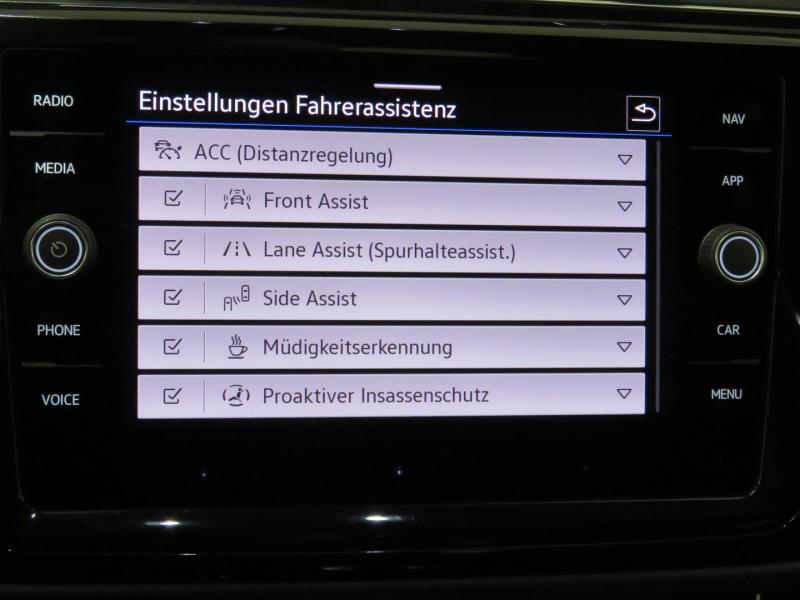 Einstellungen Fahrerassistenz
RADIO
MEDIA
PHONE
VOICE
ACC (Distanzregelung)
Front Assist
Lane Assist (Spurhalteassist.)
Side Assist
Müdigkeitserkennung
Proaktiver Insassenschutz
NAV
APP
CAR
MENU